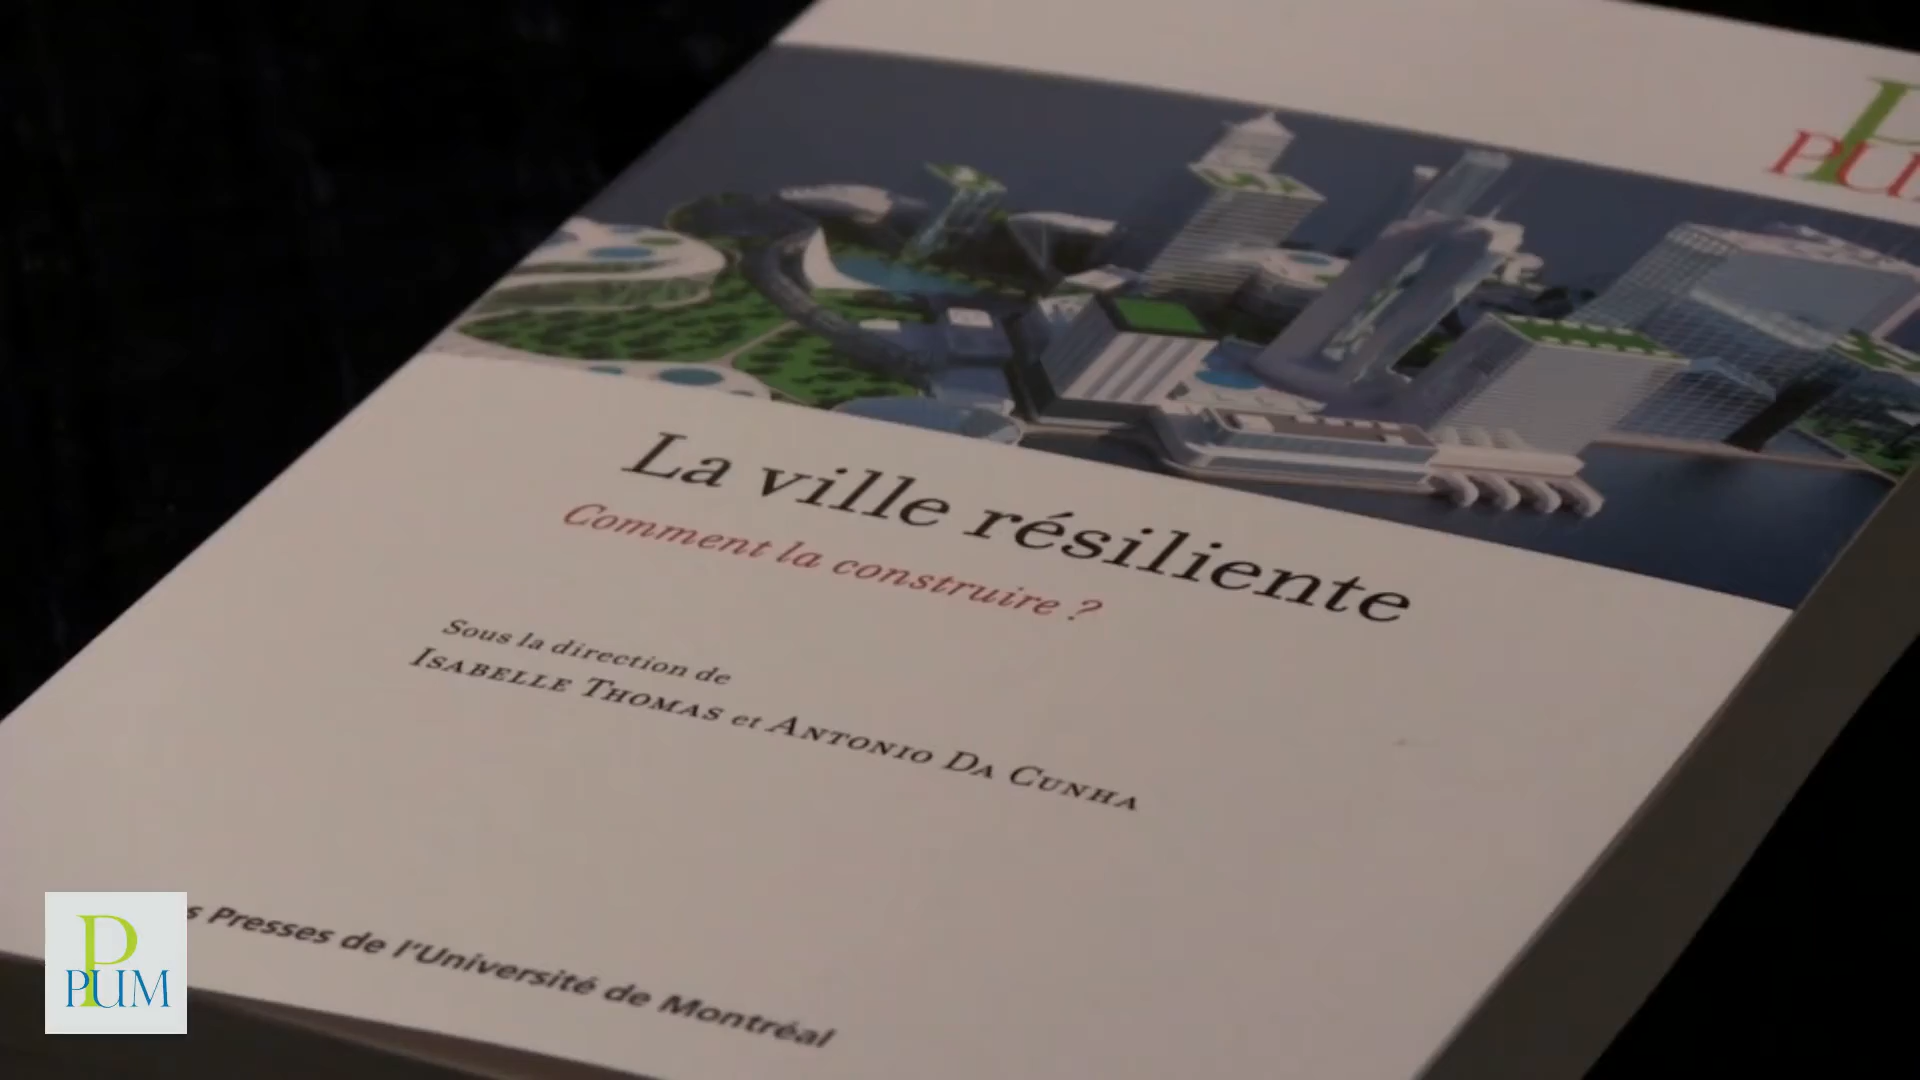 La ville résiliente
Comment la construire ?
Sous la direction de
ISABELLE THOMAS et ANTONIO DA CUNHA
Presses de l'Université de Montréal
P
PUM